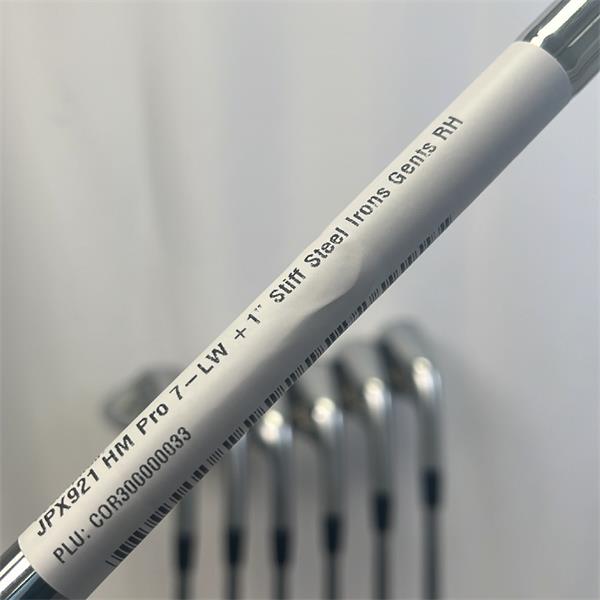 JPX921 HM Pro 7-LW +1" Stiff Steel Irons Gents RH
PLU: COR300000033